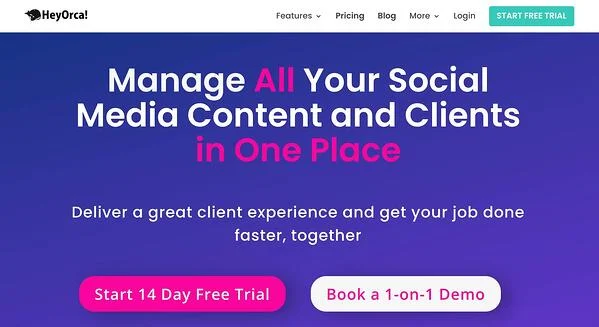 HeyOrca!
Features
Pricing
Blog
More
Login
START FREE TRIAL
Manage All Your Social
Media Content and Clients
in One Place
Deliver a great client experience and get your job done
faster, together
Start 14 Day Free Trial
Book a 1-on-1 Demo